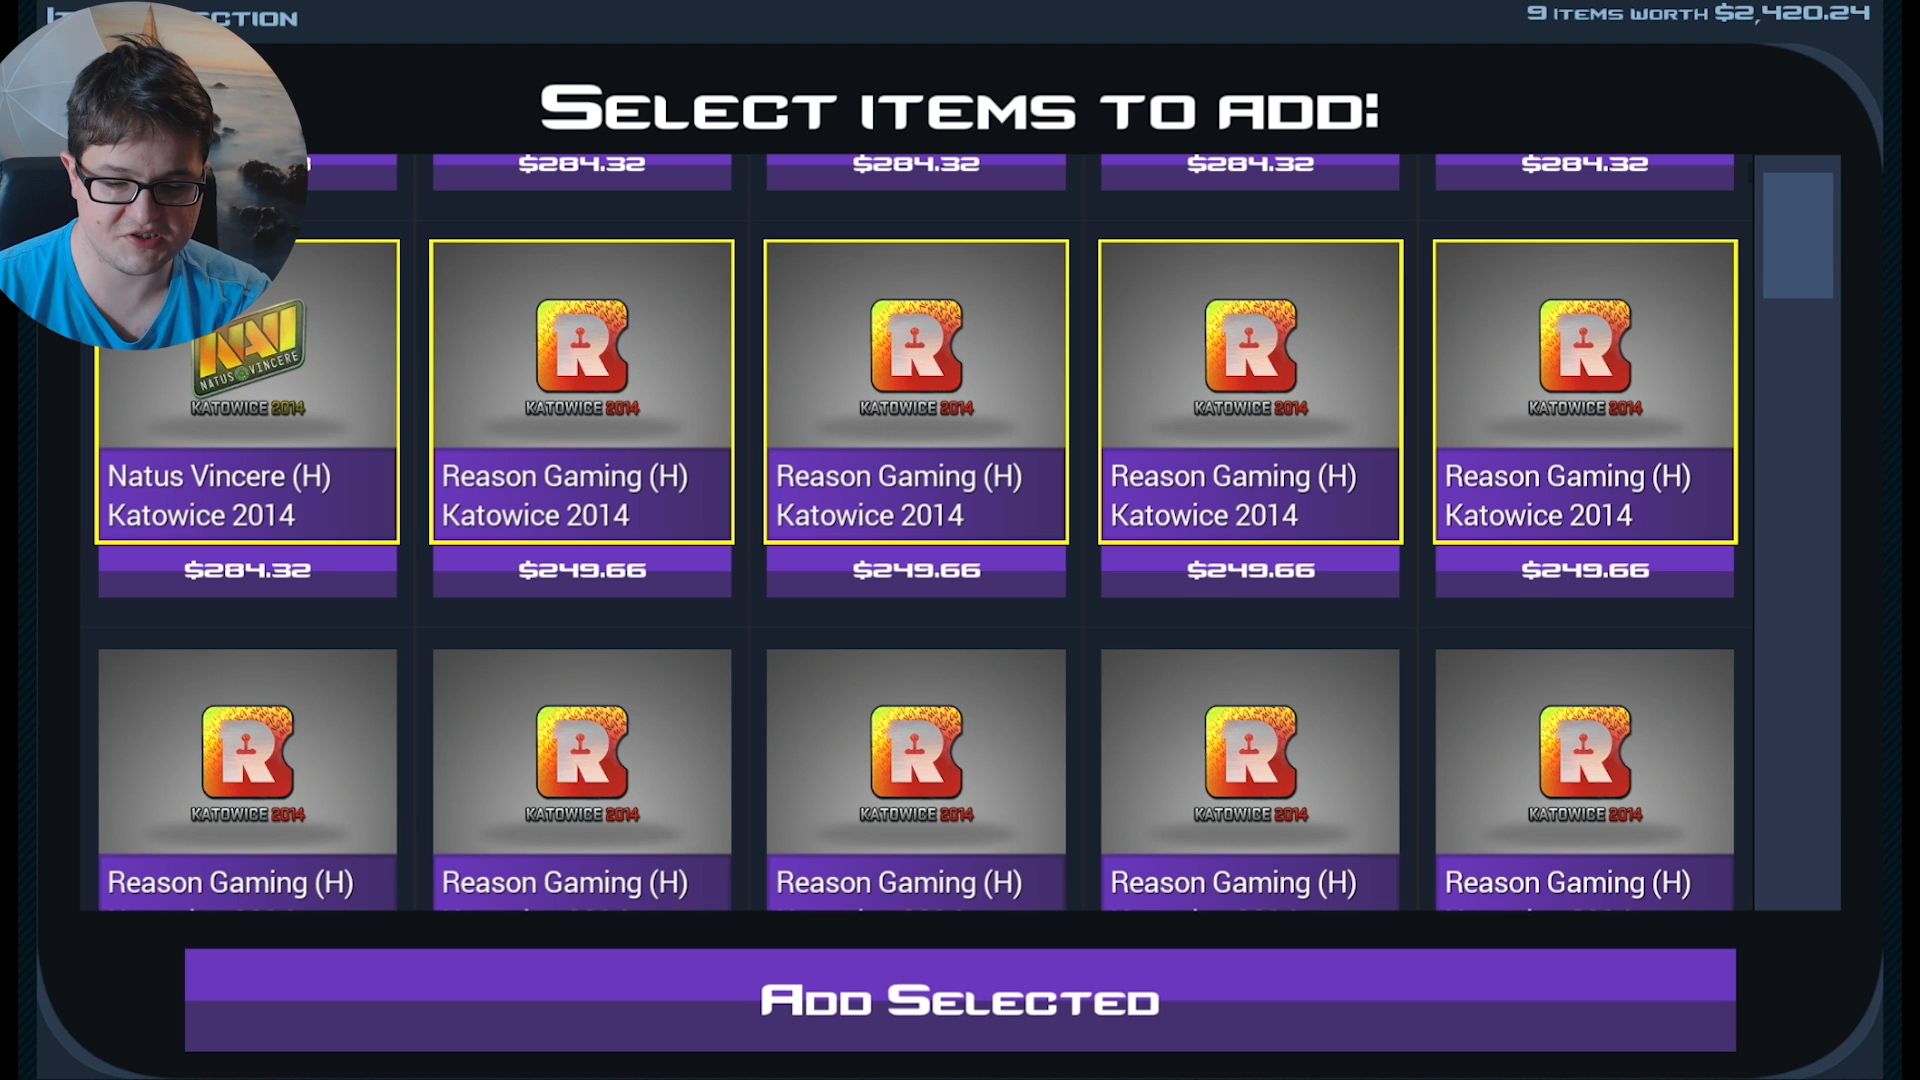 CTION
9 ITEMS WORTH $2,420.24
SELECT ITEMS TO ADD:
$284.32
$284.32
$284.32
$284.32
NAVI
NATUS VINCERE
KATOWICE 2014
R
KATOWICE 2014
R
KATOWICE 2014
R
KATOWICE 2014
R
KATOWICE 2014
Natus Vincere (H)
Katowice 2014
Reason Gaming (H)
Katowice 2014
Reason Gaming (H)
Katowice 2014
Reason Gaming (H)
Katowice 2014
Reason Gaming (H)
Katowice 2014
$284.32
$249.66
$249.66
$249.66
$249.66
R
KATOWICE 2014
R
KATOWICE 2014
R
KATOWICE 2014
R
KATOWICE 2014
R
KATOWICE 2014
Reason Gaming (H)
Reason Gaming (H)
Reason Gaming (H)
Reason Gaming (H)
Reason Gaming (H)
ADD SELECTED